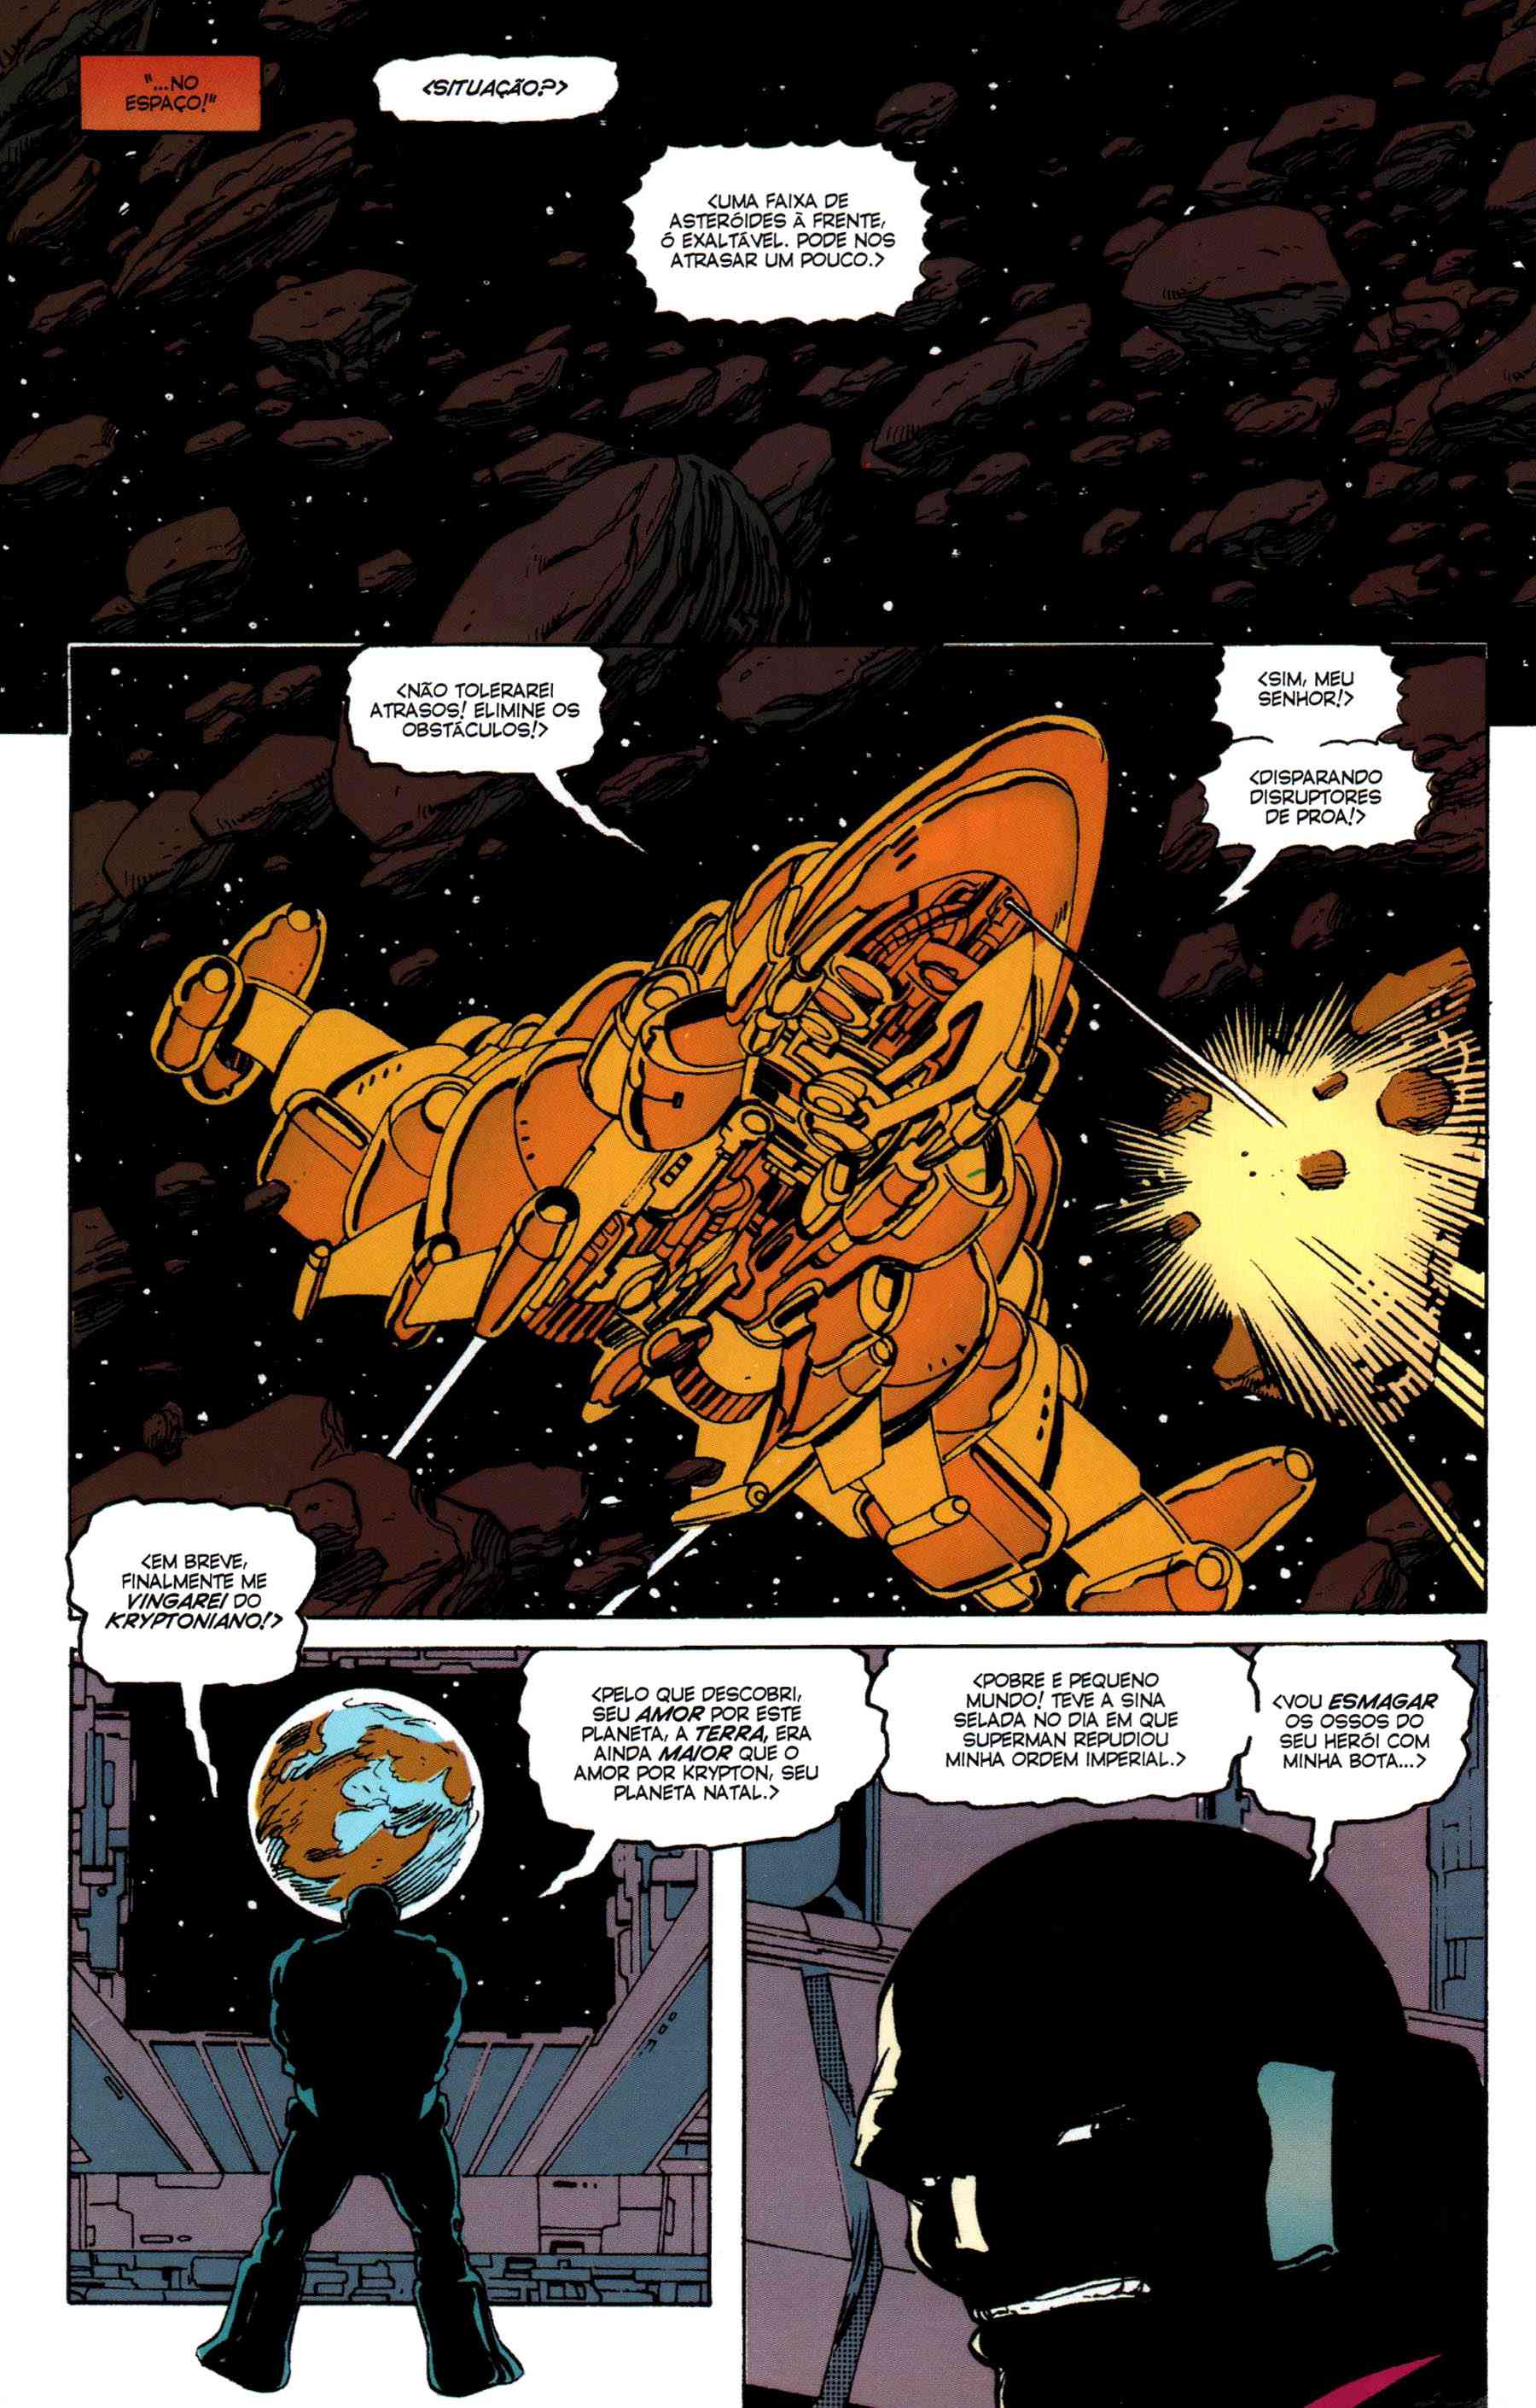 "...NO
ESPAÇO!"
<SITUAÇÃO?>
<UMA FAIXA DE
ASTERÓIDES À FRENTE,
Ó EXALTÁVEL. PODE NOS
ATRASAR UM POUCO.>
<NÃO TOLERAREI
ATRASOS! ELIMINE OS
OBSTÁCULOS!>
<SIM, MEU
SENHOR!>
<DISPARANDO
DISRUPTORES
DE PROA!>
<EM BREVE,
FINALMENTE ME
VINGAREI DO
KRYPTONIANO!>
<PELO QUE DESCOBRI,
SEU AMOR POR ESTE
PLANETA, A TERRA, ERA
AINDA MAIOR QUE O
AMOR POR KRYPTON, SEU
PLANETA NATAL.>
<POBRE E PEQUENO
MUNDO! TEVE A SINA
SELADA NO DIA EM QUE
SUPERMAN REPUDIOU
MINHA ORDEM IMPERIAL.>
<VOU ESMAGAR
OS OSSOS DO
SEU HERÓI COM
MINHA BOTA...>